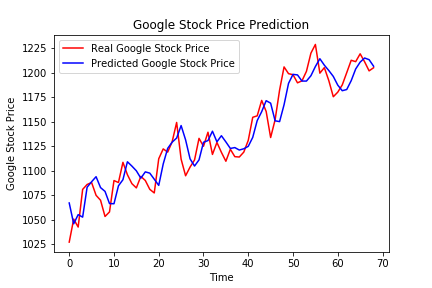 Google Stock Price Prediction
Real Google Stock Price
Predicted Google Stock Price
Google Stock Price
1225
1200
1175
1150
1125
1100
1075
1050
1025
0 10 20 30 40 50 60 70
Time